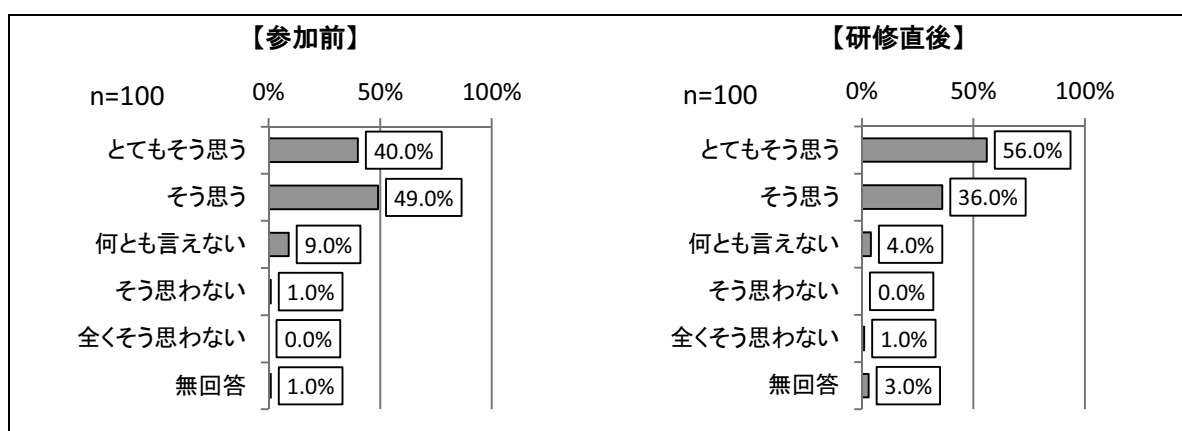 【参加前】
n=100
0% 50% 100%
とてもそう思う 40.0%
そう思う 49.0%
何とも言えない 9.0%
そう思わない 1.0%
全くそう思わない 0.0%
無回答 1.0%
【研修直後】
n=100
0% 50% 100%
とてもそう思う 56.0%
そう思う 36.0%
何とも言えない 4.0%
そう思わない 0.0%
全くそう思わない 1.0%
無回答 3.0%